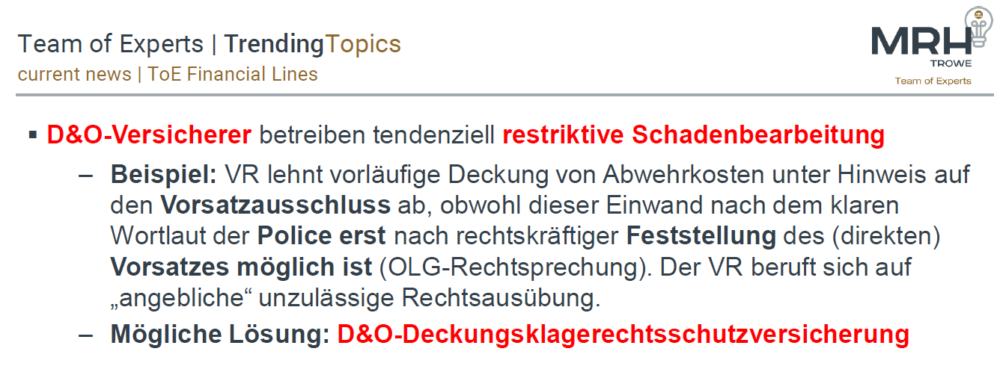 Team of Experts | TrendingTopics
current news | ToE Financial Lines
MRH
TROWE
Team of Experts
▪ D&O-Versicherer betreiben tendenziell restriktive Schadenbearbeitung
– Beispiel: VR lehnt vorläufige Deckung von Abwehrkosten unter Hinweis auf
den Vorsatzausschluss ab, obwohl dieser Einwand nach dem klaren
Wortlaut der Police erst nach rechtskräftiger Feststellung des (direkten)
Vorsatzes möglich ist (OLG-Rechtsprechung). Der VR beruft sich auf
„angebliche“ unzulässige Rechtsausübung.
– Mögliche Lösung: D&O-Deckungsklagerechtsschutzversicherung